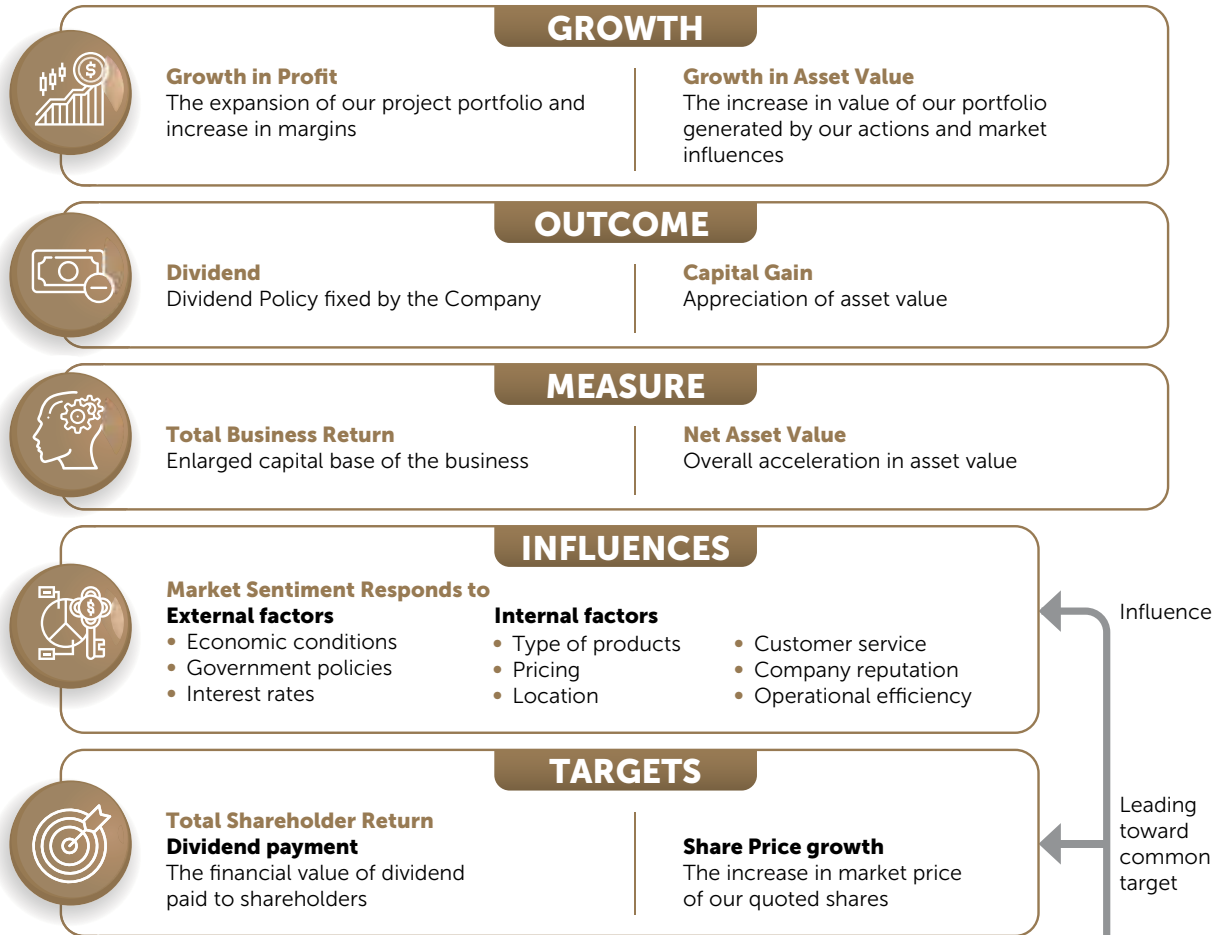 GROWTH
Growth in Profit
The expansion of our project portfolio and
increase in margins
Growth in Asset Value
The increase in value of our portfolio
generated by our actions and market
influences
OUTCOME
Dividend
Dividend Policy fixed by the Company
Capital Gain
Appreciation of asset value
MEASURE
Total Business Return
Enlarged capital base of the business
Net Asset Value
Overall acceleration in asset value
INFLUENCES
Market Sentiment Responds to
External factors
• Economic conditions
• Government policies
• Interest rates
Internal factors
• Type of products
• Pricing
• Location
• Customer service
• Company reputation
• Operational efficiency
Influence
TARGETS
Total Shareholder Return
Dividend payment
The financial value of dividend
paid to shareholders
Share Price growth
The increase in market price
of our quoted shares
Leading
toward
common
target